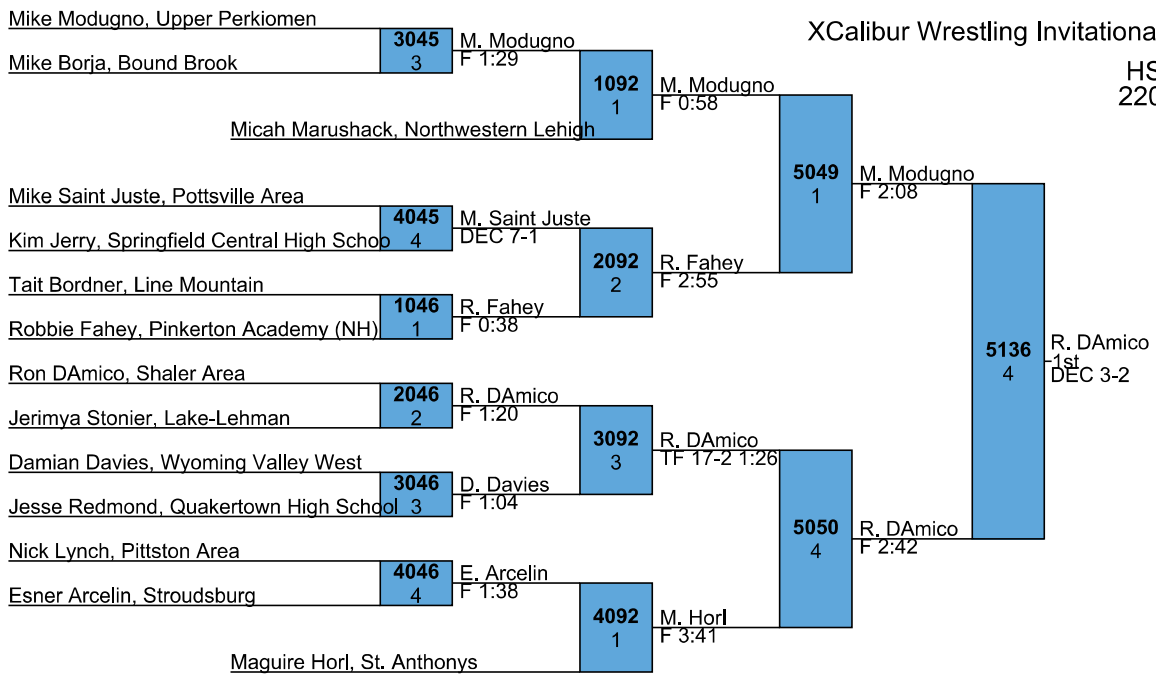 Mike Modugno, Upper Perkiomen
XCalibur Wrestling Invitationa
3045
M. Modugno
3
F 1:29
Mike Borja, Bound Brook
HS
220
1092
M. Modugno
1
F 0:58
Micah Marushack, Northwestern Lehigh
5049
M. Modugno
1
F 2:08
Mike Saint Juste, Pottsville Area
4045
M. Saint Juste
4
DEC 7-1
Kim Jerry, Springfield Central High Schoo
2092
R. Fahey
2
F 2:55
Tait Bordner, Line Mountain
1046
R. Fahey
1
F 0:38
Robbie Fahey, Pinkerton Academy (NH)
5136
R. DAmico
4
1st
DEC 3-2
Ron DAmico, Shaler Area
2046
R. DAmico
2
F 1:20
Jerimya Stonier, Lake-Lehman
3092
R. DAmico
3
TF 17-2 1:26
Damian Davies, Wyoming Valley West
3046
D. Davies
3
F 1:04
Jesse Redmond, Quakertown High School
5050
R. DAmico
4
F 2:42
Nick Lynch, Pittston Area
4046
E. Arcelin
4
F 1:38
Esner Arcelin, Stroudsburg
4092
M. Horl
1
F 3:41
Maguire Horl, St. Anthonys